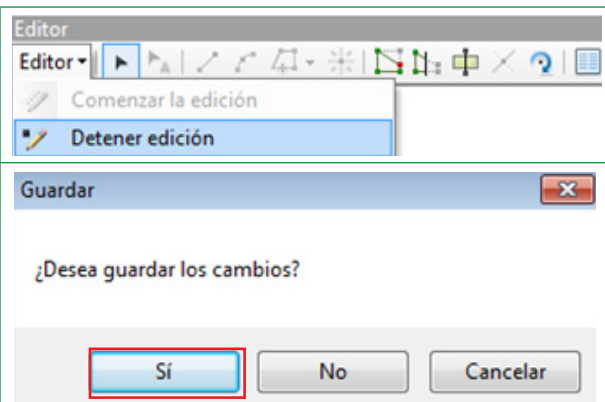 Editor
Editor
Comenzar la edición
Detener edición
Guardar
¿Desea guardar los cambios?
Sí No Cancelar